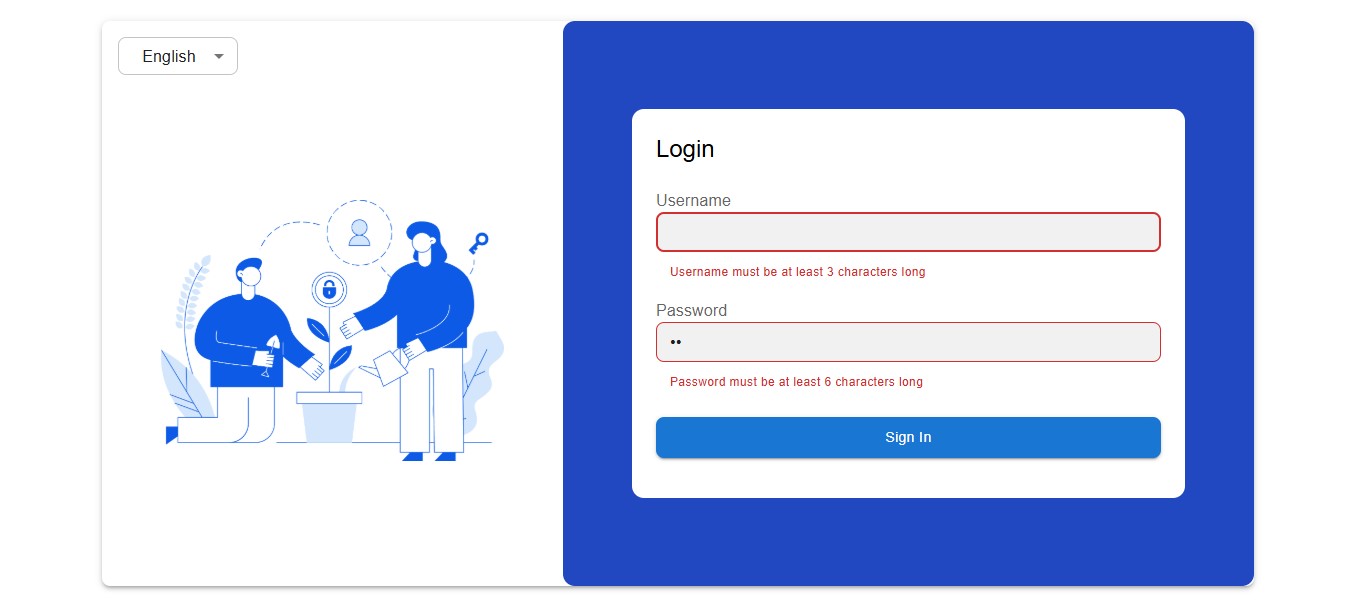 English
Login
Username
Username must be at least 3 characters long
Password
••
Password must be at least 6 characters long
Sign In